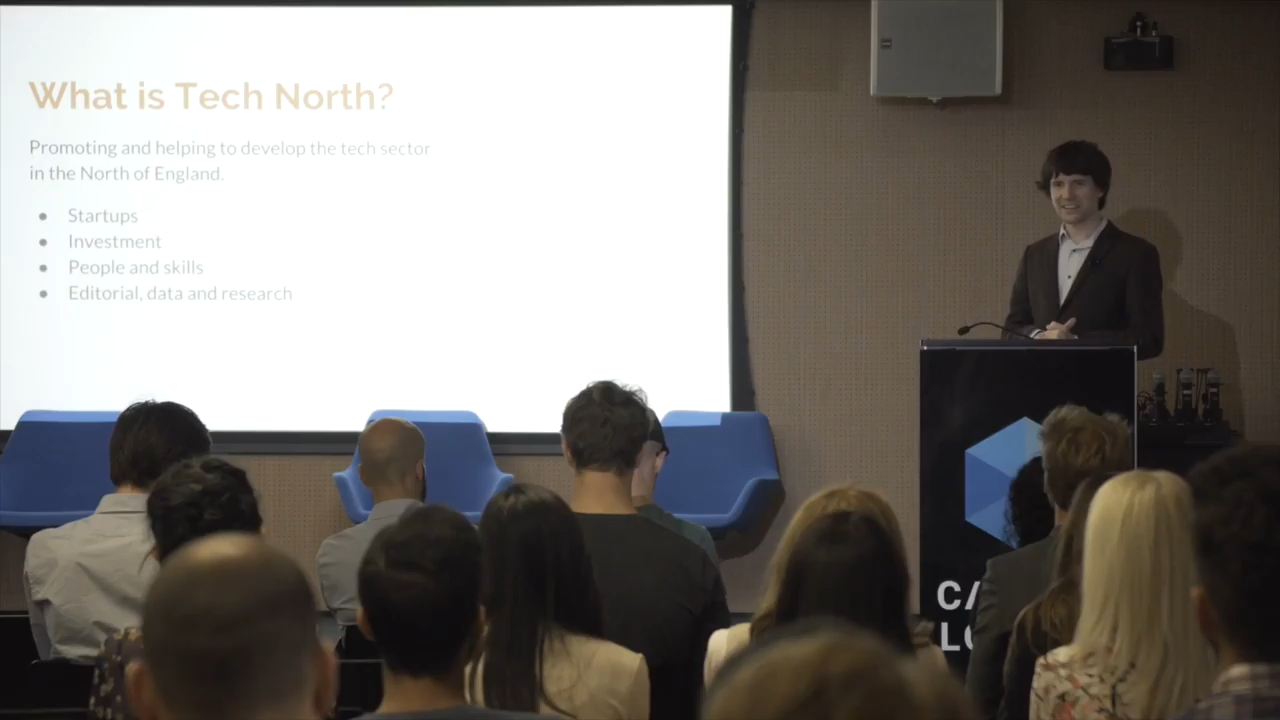 What is Tech North?
Promoting and helping to develop the tech sector
in the North of England.
● Startups
● Investment
● People and skills
● Editorial, data and research